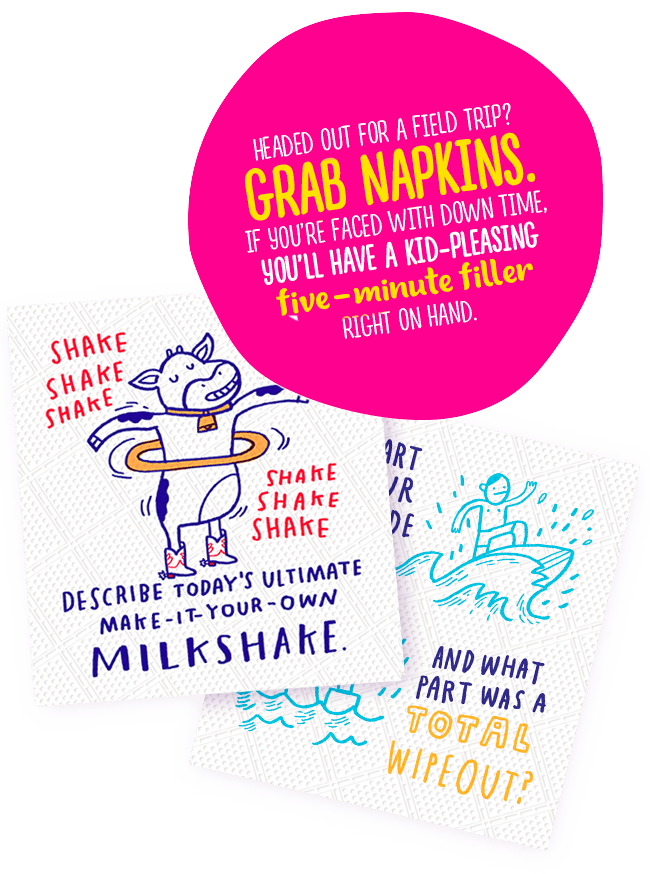 HEADED OUT FOR A FIELD TRIP?
GRAB NAPKINS.
IF YOU'RE FACED WITH DOWN TIME,
YOU'LL HAVE A KID-PLEASING
five-minute filler
RIGHT ON HAND.
SHAKE
SHAKE
SHAKE
SHAKE
SHAKE
SHAKE
DESCRIBE TODAY'S ULTIMATE
MAKE-IT-YOUR-OWN
MILKSHAKE.
ART
UR
DE
AND WHAT
PART WAS A
TOTAL
WIPEOUT?